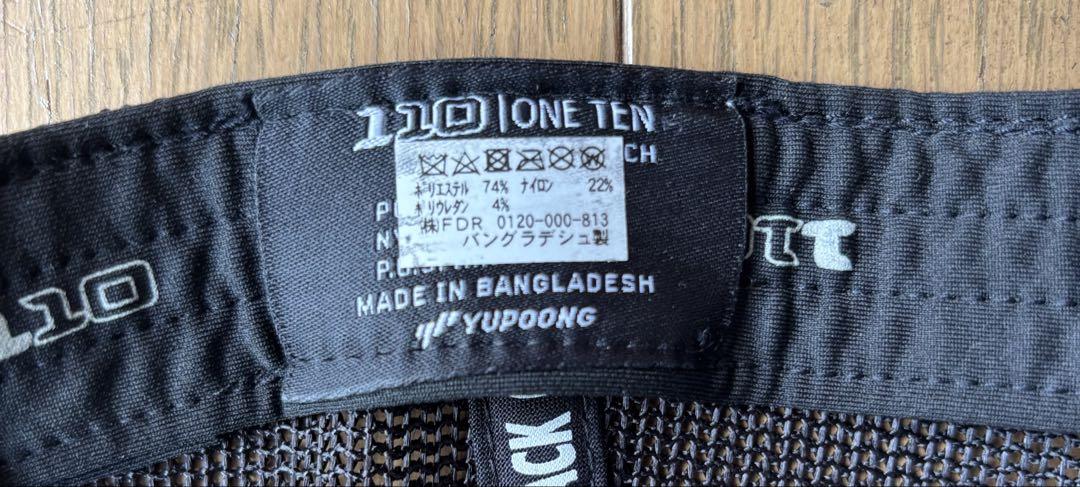 110 | ONE TEN
CH
ポリエステル 74% ナイロン 22%
ポリウレタン 4%
㈱FDR 0120-000-813
バングラデシュ製
MADE IN BANGLADESH
YUPOONG
110